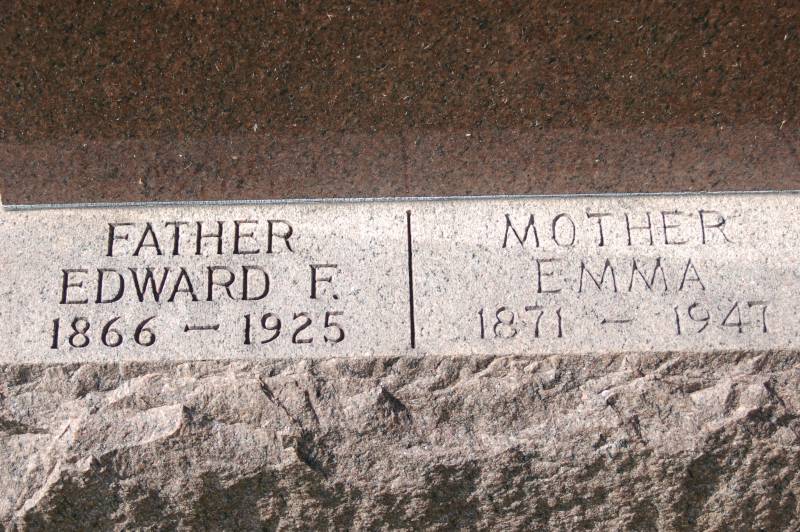 FATHER
EDWARD F.
1866 – 1925
MOTHER
EMMA
1871 – 1947